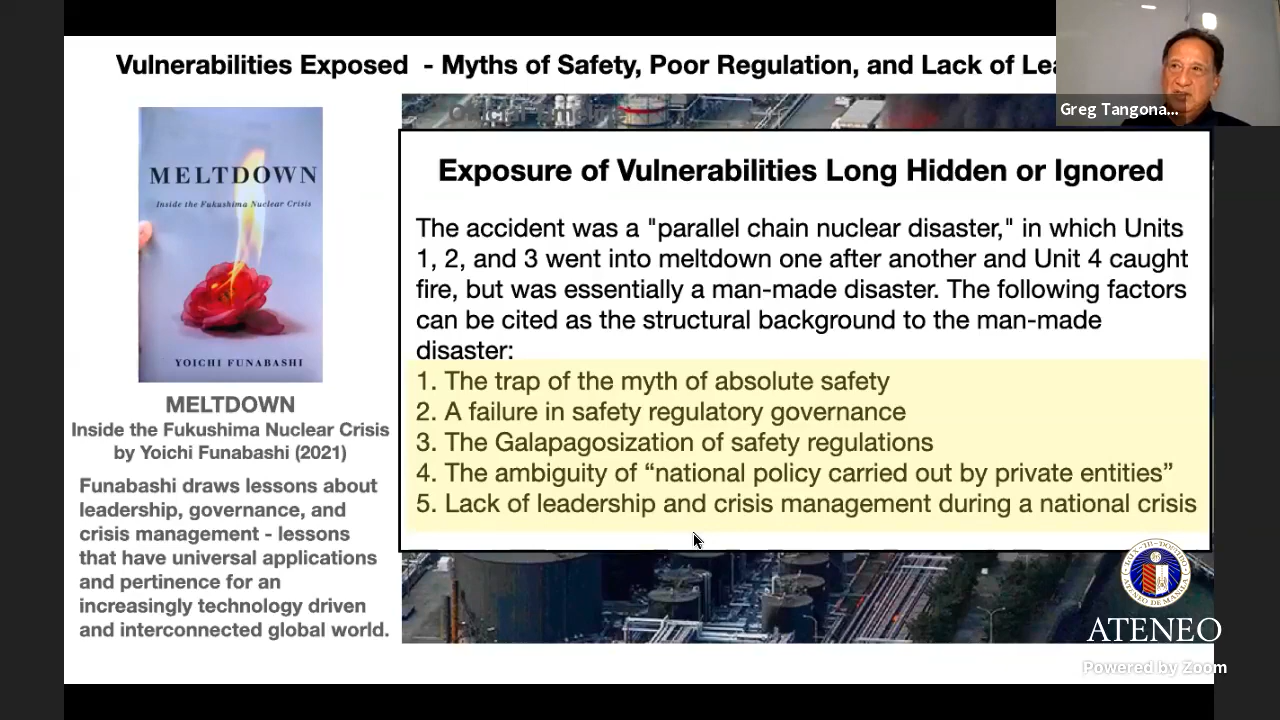 Vulnerabilities Exposed - Myths of Safety, Poor Regulation, and Lack of Lea
Greg Tangona...
MELTDOWN
Inside the Fukushima Nuclear Crisis
YOICHI FUNABASHI
MELTDOWN
Inside the Fukushima Nuclear Crisis
by Yoichi Funabashi (2021)
Funabashi draws lessons about
leadership, governance, and
crisis management - lessons
that have universal applications
and pertinence for an
increasingly technology driven
and interconnected global world.
Exposure of Vulnerabilities Long Hidden or Ignored
The accident was a "parallel chain nuclear disaster," in which Units
1, 2, and 3 went into meltdown one after another and Unit 4 caught
fire, but was essentially a man-made disaster. The following factors
can be cited as the structural background to the man-made
disaster:
1. The trap of the myth of absolute safety
2. A failure in safety regulatory governance
3. The Galapagosization of safety regulations
4. The ambiguity of “national policy carried out by private entities”
5. Lack of leadership and crisis management during a national crisis
ATENEO
Powered by Zoom